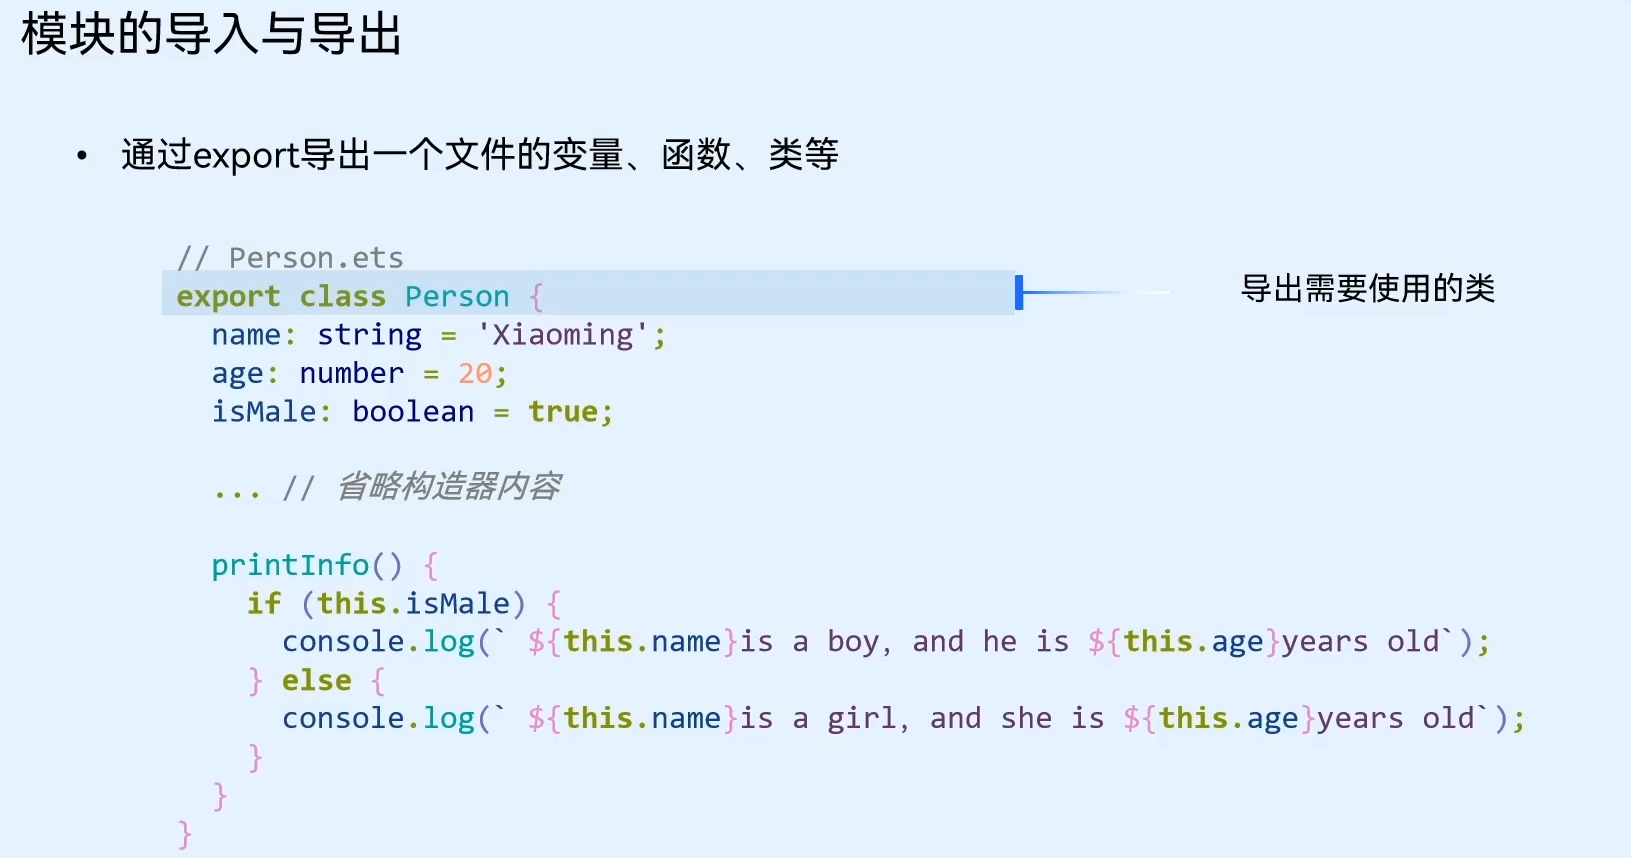 模块的导入与导出
• 通过export导出一个文件的变量、函数、类等
// Person.ets
export class Person {
导出需要使用的类
name: string = 'Xiaoming';
age: number = 20;
isMale: boolean = true;
... // 省略构造器内容
printInfo() {
if (this.isMale) {
console.log(` ${this.name}is a boy, and he is ${this.age}years old`);
} else {
console.log(` ${this.name}is a girl, and she is ${this.age}years old`);
}
}
}